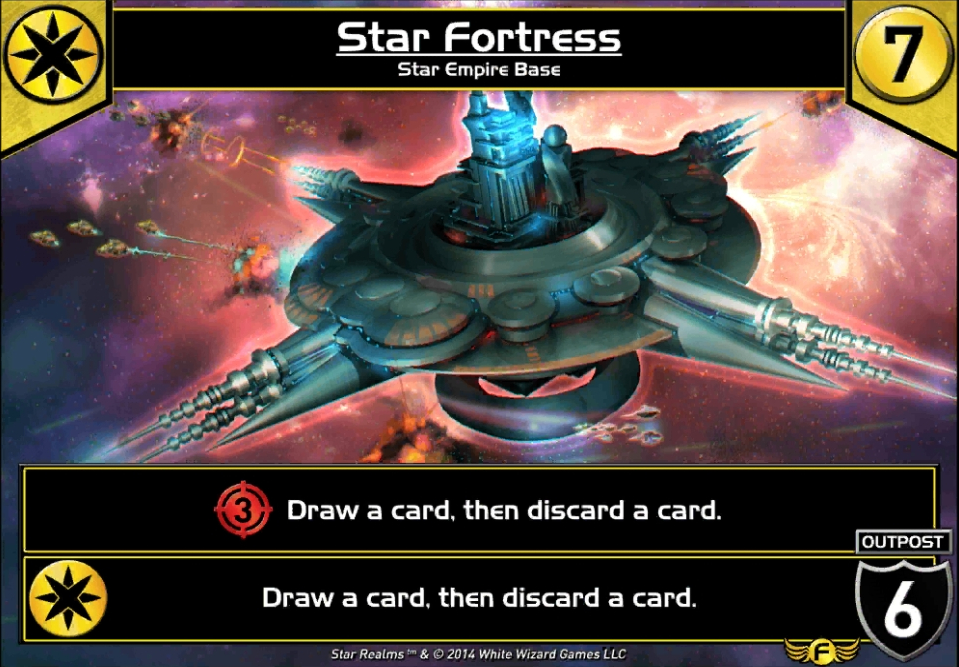 Star Fortress
7
Star Empire Base
3 Draw a card, then discard a card.
OUTPOST
Draw a card, then discard a card.
6
F
Star Realms™ & © 2014 White Wizard Games LLC